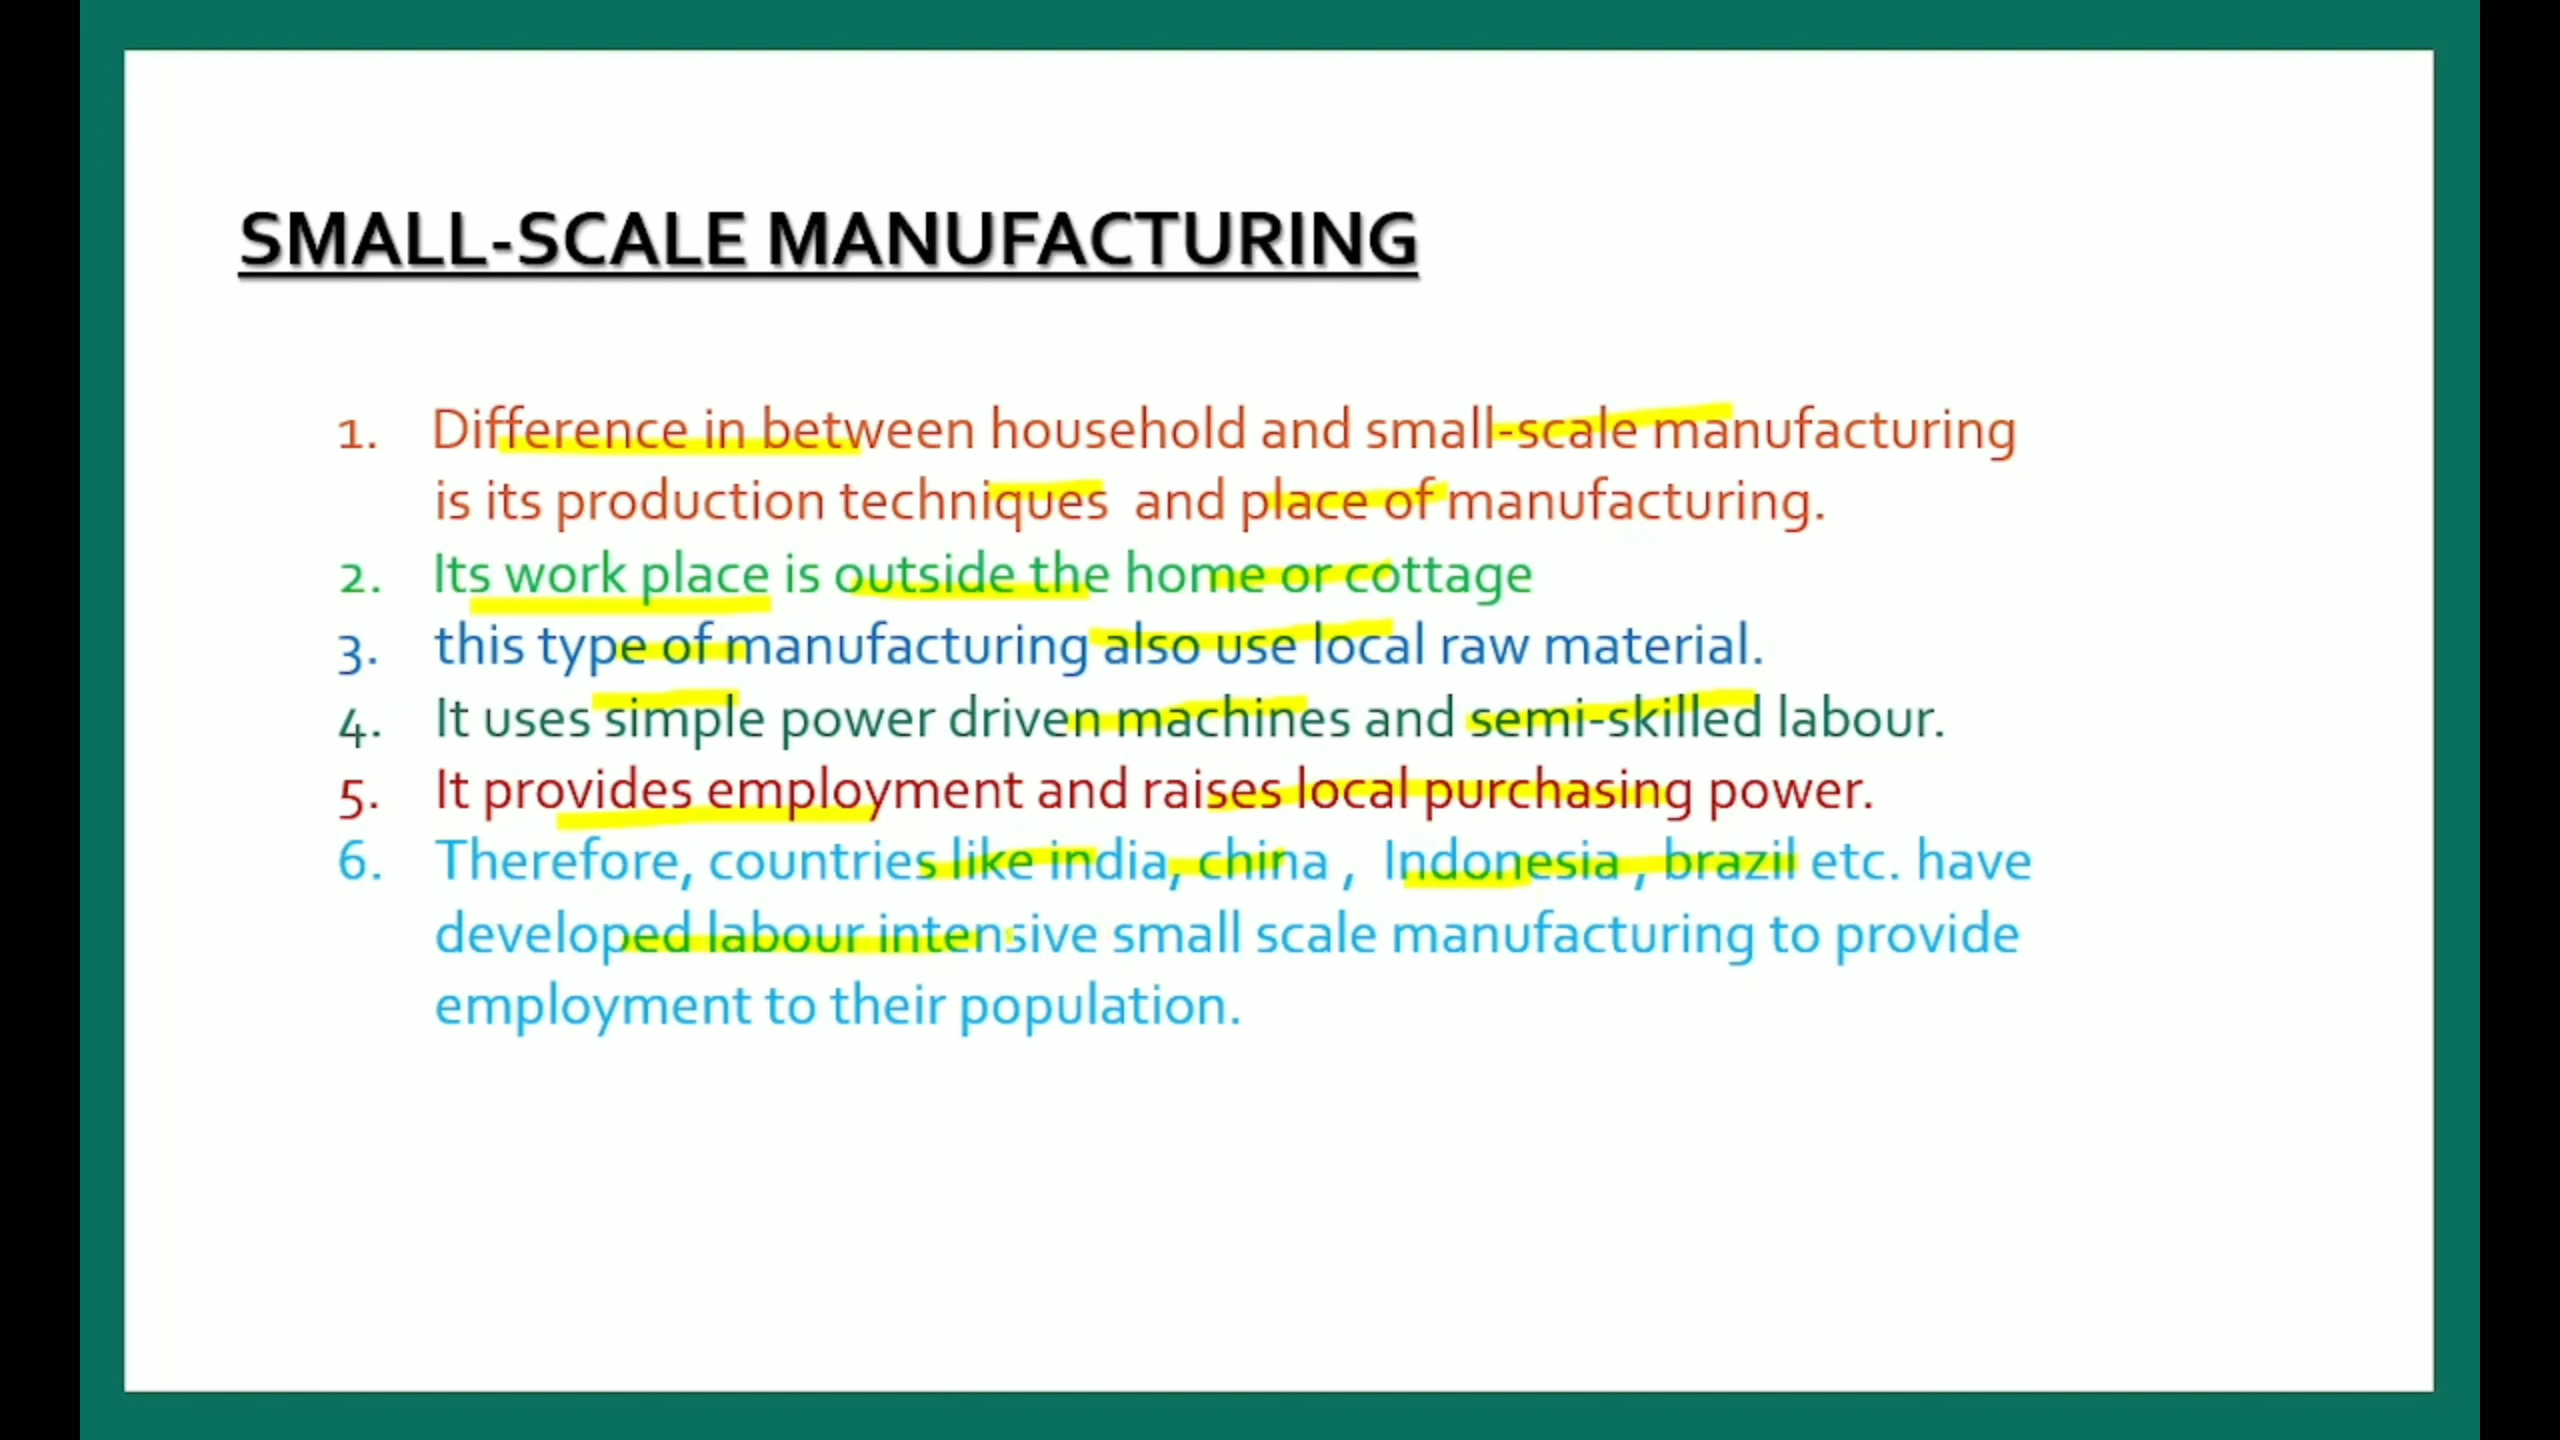 SMALL-SCALE MANUFACTURING
1. Difference in between household and small-scale manufacturing
is its production techniques and place of manufacturing.
2. Its work place is outside the home or cottage
3. this type of manufacturing also use local raw material.
4. It uses simple power driven machines and semi-skilled labour.
5. It provides employment and raises local purchasing power.
6. Therefore, countries like india, china , Indonesia , brazil etc. have
developed labour intensive small scale manufacturing to provide
employment to their population.